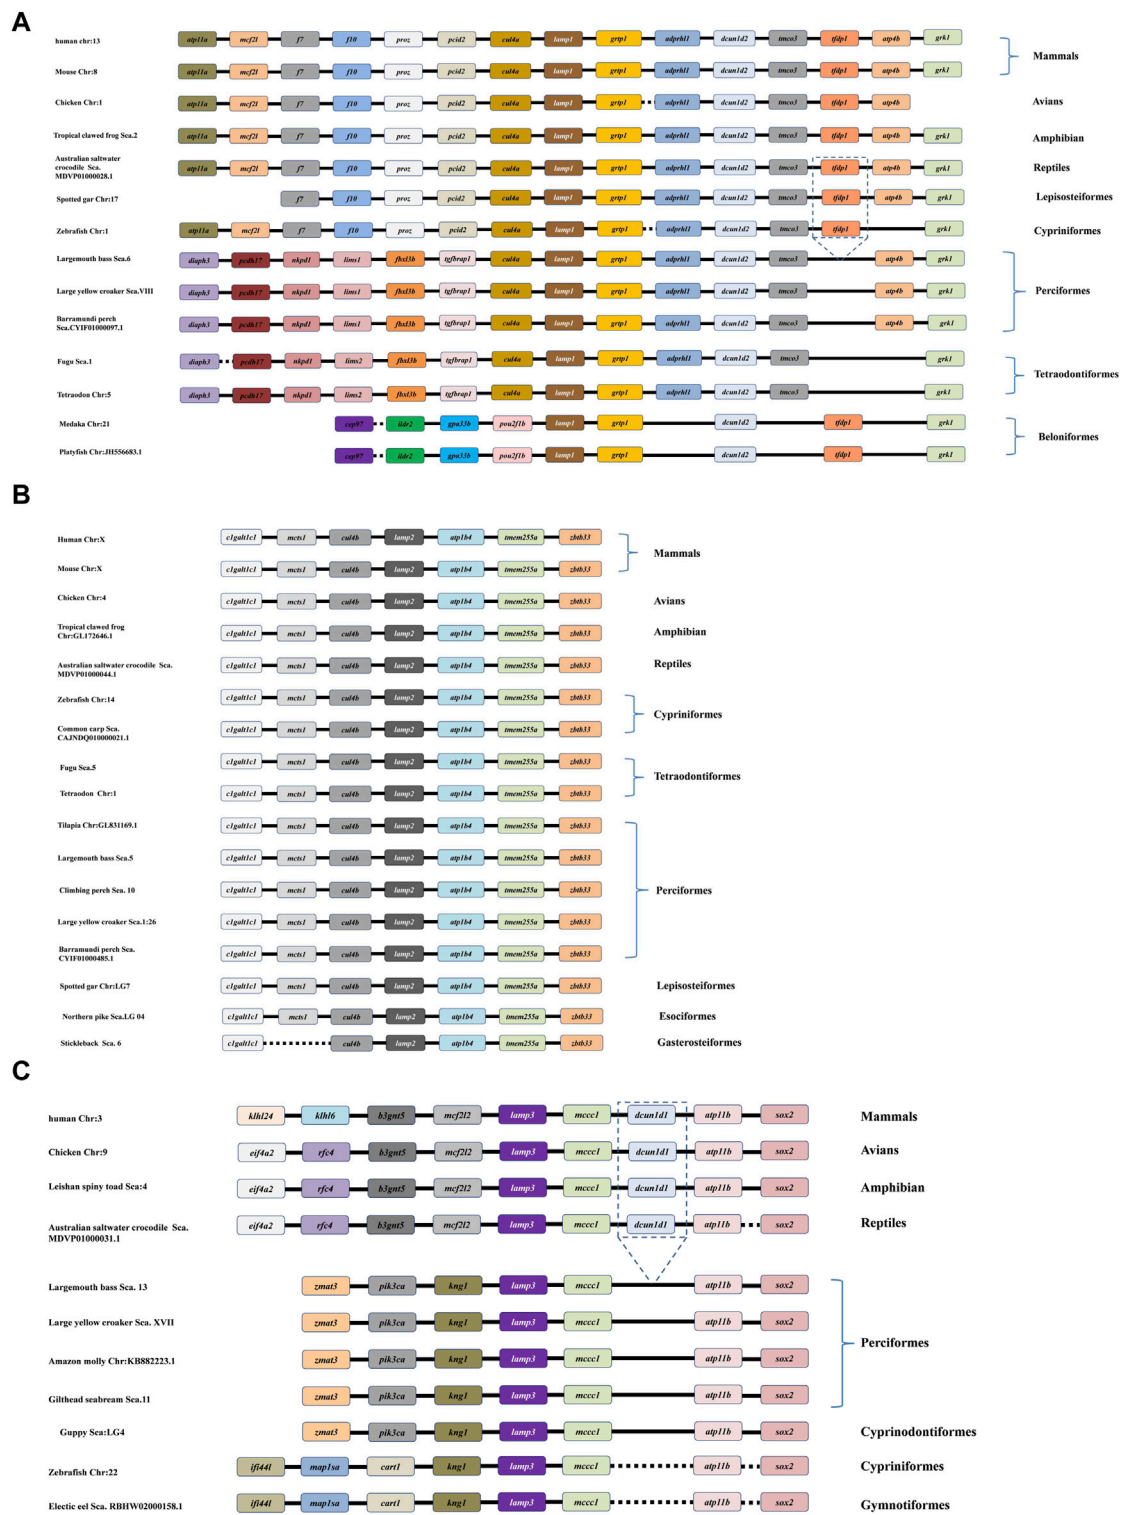 A
human chr:13 atp11a mcf2l f7 f10 proz pcid2 cul4a lamp1 grtp1 adprhl1 dcun1d2 tmco3 tfdp1 atp4b grk1
Mammals
Mouse Chr:8 atp11a mcf2l f7 f10 proz pcid2 cul4a lamp1 grtp1 adprhl1 dcun1d2 tmco3 tfdp1 atp4b grk1
Chicken Chr:1 atp11a mcf2l f7 f10 proz pcid2 cul4a lamp1 grtp1 adprhl1 dcun1d2 tmco3 tfdp1 atp4b Avians
Tropical clawed frog Sca.2 atp11a mcf2l f7 f10 proz pcid2 cul4a lamp1 grtp1 adprhl1 dcun1d2 tmco3 tfdp1 atp4b grk1 Amphibian
Australian saltwater
crocodile Sca.
MDVP01000028.1 atp11a mcf2l f7 f10 proz pcid2 cul4a lamp1 grtp1 adprhl1 dcun1d2 tmco3 tfdp1 atp4b grk1 Reptiles
Spotted gar Chr:17 f7 f10 proz pcid2 cul4a lamp1 grtp1 adprhl1 dcun1d2 tmco3 tfdp1 atp4b grk1 Lepisosteiformes
Zebrafish Chr:1 atp11a mcf2l f7 f10 proz pcid2 cul4a lamp1 grtp1 adprhl1 dcun1d2 tmco3 tfdp1 grk1 Cypriniformes
Largemouth bass Sca.6 diaph3 pcdh17 nkpd1 lims1 fbxl3b tgfbrap1 cul4a lamp1 grtp1 adprhl1 dcun1d2 tmco3 atp4b grk1
Large yellow croaker Sca.VIII diaph3 pcdh17 nkpd1 lims1 fbxl3b tgfbrap1 cul4a lamp1 grtp1 adprhl1 dcun1d2 tmco3 atp4b grk1 Perciformes
Barramundi perch
Sca.CYIF01000097.1 diaph3 pcdh17 nkpd1 lims1 fbxl3b tgfbrap1 cul4a lamp1 grtp1 adprhl1 dcun1d2 tmco3 atp4b grk1
Fugu Sca.1 diaph3 pcdh17 nkpd1 lims2 fbxl3b tgfbrap1 cul4a lamp1 grtp1 adprhl1 dcun1d2 tmco3 grk1
Tetraodontiformes
Tetraodon Chr:5 diaph3 pcdh17 nkpd1 lims2 fbxl3b tgfbrap1 cul4a lamp1 grtp1 adprhl1 dcun1d2 tmco3 grk1
Medaka Chr:21 cep97 ildr2 gpa33b pou2f1b lamp1 grtp1 dcun1d2 tfdp1 grk1
Beloniformes
Platyfish Chr:JH556683.1 cep97 ildr2 gpa33b pou2f1b lamp1 grtp1 dcun1d2 tfdp1 grk1
B
Human Chr:X c1galt1c1 mcts1 cul4b lamp2 atp1b4 tmem255a zbtb33
Mammals
Mouse Chr:X c1galt1c1 mcts1 cul4b lamp2 atp1b4 tmem255a zbtb33
Chicken Chr:4 c1galt1c1 mcts1 cul4b lamp2 atp1b4 tmem255a zbtb33 Avians
Tropical clawed frog
Chr:GL172646.1 c1galt1c1 mcts1 cul4b lamp2 atp1b4 tmem255a zbtb33 Amphibian
Australian saltwater crocodile Sca.
MDVP01000044.1 c1galt1c1 mcts1 cul4b lamp2 atp1b4 tmem255a zbtb33 Reptiles
Zebrafish Chr:14 c1galt1c1 mcts1 cul4b lamp2 atp1b4 tmem255a zbtb33
Cypriniformes
Common carp Sca.
CAJNDQ010000021.1 c1galt1c1 mcts1 cul4b lamp2 atp1b4 tmem255a zbtb33
Fugu Sca.5 c1galt1c1 mcts1 cul4b lamp2 atp1b4 tmem255a zbtb33
Tetraodontiformes
Tetraodon Chr:1 c1galt1c1 mcts1 cul4b lamp2 atp1b4 tmem255a zbtb33
Tilapia Chr:GL831169.1 c1galt1c1 mcts1 cul4b lamp2 atp1b4 tmem255a zbtb33
Largemouth bass Sca.5 c1galt1c1 mcts1 cul4b lamp2 atp1b4 tmem255a zbtb33
Climbing perch Sca. 10 c1galt1c1 mcts1 cul4b lamp2 atp1b4 tmem255a zbtb33 Perciformes
Large yellow croaker Sca.1:26 c1galt1c1 mcts1 cul4b lamp2 atp1b4 tmem255a zbtb33
Barramundi perch Sca.
CYIF01000485.1 c1galt1c1 mcts1 cul4b lamp2 atp1b4 tmem255a zbtb33
Spotted gar Chr:LG7 c1galt1c1 mcts1 cul4b lamp2 atp1b4 tmem255a zbtb33 Lepisosteiformes
Northern pike Sca.LG 04 c1galt1c1 mcts1 cul4b lamp2 atp1b4 tmem255a zbtb33 Esociformes
Stickleback Sca. 6 c1galt1c1 cul4b lamp2 atp1b4 tmem255a zbtb33 Gasterosteiformes
C
human Chr:3 klhl24 klhl6 b3gnt5 mcf2l2 lamp3 mccc1 dcun1d1 atp11b sox2 Mammals
Chicken Chr:9 eif4a2 rfc4 b3gnt5 mcf2l2 lamp3 mccc1 dcun1d1 atp11b sox2 Avians
Leishan spiny toad Sca:4 eif4a2 rfc4 b3gnt5 mcf2l2 lamp3 mccc1 dcun1d1 atp11b sox2 Amphibian
Australian saltwater crocodile Sca.
MDVP01000031.1 eif4a2 rfc4 b3gnt5 mcf2l2 lamp3 mccc1 dcun1d1 atp11b sox2 Reptiles
Largemouth bass Sca. 13 zmat3 pik3ca kng1 lamp3 mccc1 atp11b sox2
Large yellow croaker Sca. XVII zmat3 pik3ca kng1 lamp3 mccc1 atp11b sox2
Perciformes
Amazon molly Chr:KB882223.1 zmat3 pik3ca kng1 lamp3 mccc1 atp11b sox2
Gilthead seabream Sca.11 zmat3 pik3ca kng1 lamp3 mccc1 atp11b sox2
Guppy Sca:LG4 zmat3 pik3ca kng1 lamp3 mccc1 atp11b sox2 Cyprinodontiformes
Zebrafish Chr:22 ifi44l map1sa cart1 kng1 lamp3 mccc1 atp11b sox2 Cypriniformes
Electic eel Sca. RBHW02000158.1 ifi44l map1sa cart1 kng1 lamp3 mccc1 atp11b sox2 Gymnotiformes